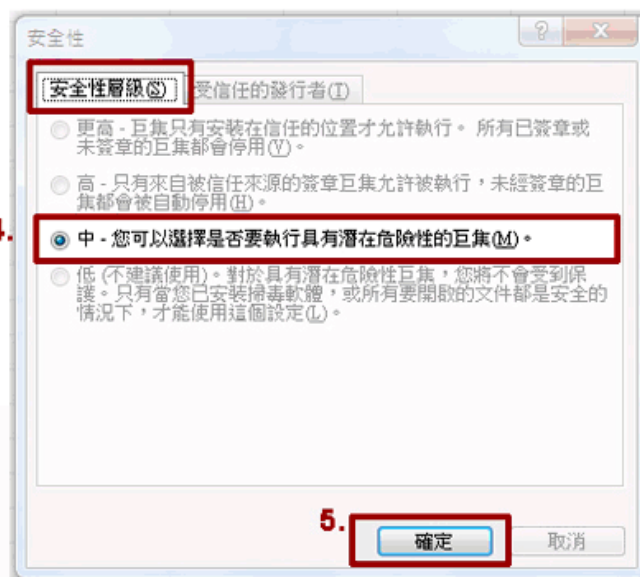 安全性
安全性層級(S) 受信任的發行者(T)
更高 - 巨集只有安裝在信任的位置才允許執行。 所有已簽章或
未簽章的巨集都會停用(V)。
高 - 只有來自被信任來源的簽章巨集允許被執行，未經簽章的巨
集都會被自動停用(H)。
4.
中 - 您可以選擇是否要執行具有潛在危險性的巨集(M)。
低 (不建議使用)。對於具有潛在危險性巨集，您將不會受到保
護。只有當您已安裝掃毒軟體，或所有要開啟的文件都是安全的
情況下，才能使用這個設定(L)。
5.
確定 取消